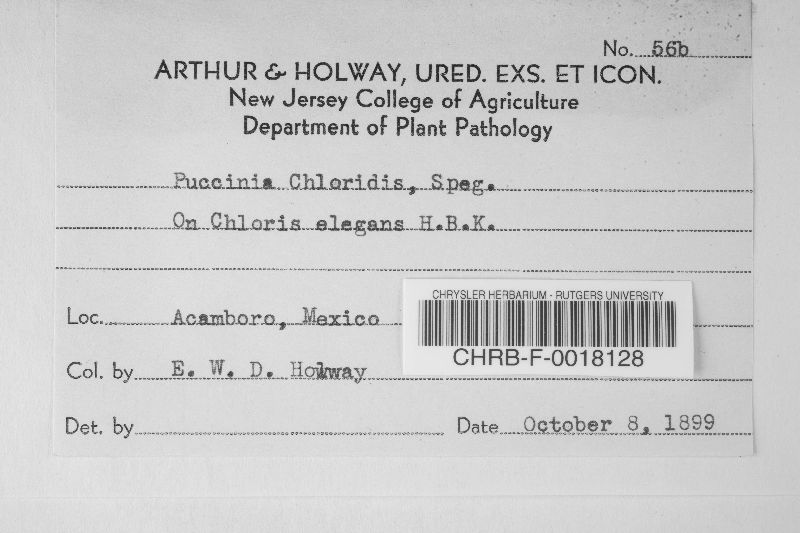 No. 56b
ARTHUR & HOLWAY, URED. EXS. ET ICON.
New Jersey College of Agriculture
Department of Plant Pathology
Puccinia Chloridis, Speg.
On Chloris elegans H.B.K.
CHRYSLER HERBARIUM - RUTGERS UNIVERSITY
CHRB-F-0018128
Loc. Acamboro, Mexico
Col. by E. W. D. Holway
Det. by
Date October 8, 1899